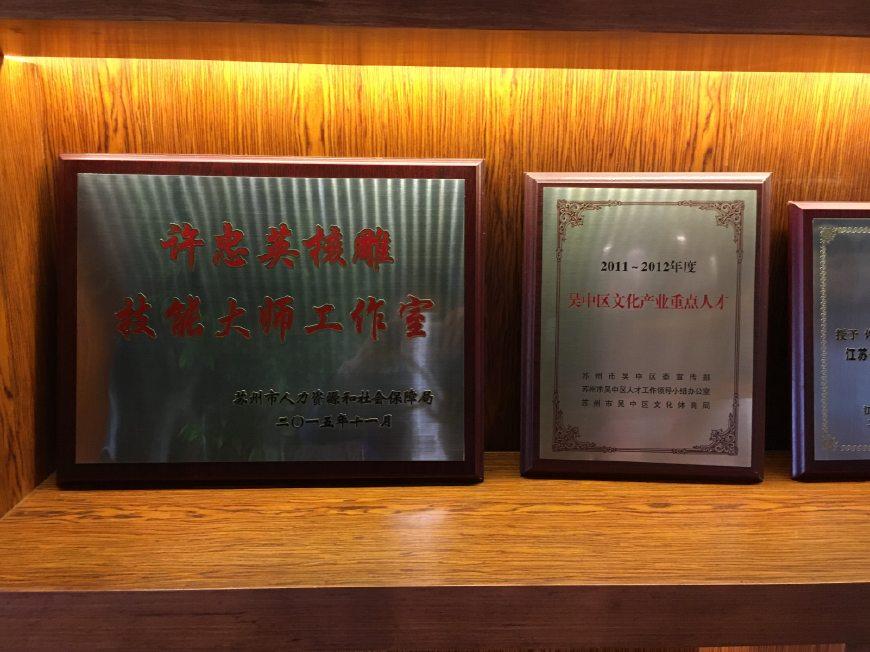 许忠英核雕
技能大师工作室
苏州市人力资源和社会保障局
二〇一五年十一月
2011~2012年度
吴中区文化产业重点人才
苏州市吴中区委宣传部
苏州市吴中区人才工作领导小组办公室
苏州市吴中区文化体育局
授予
江苏